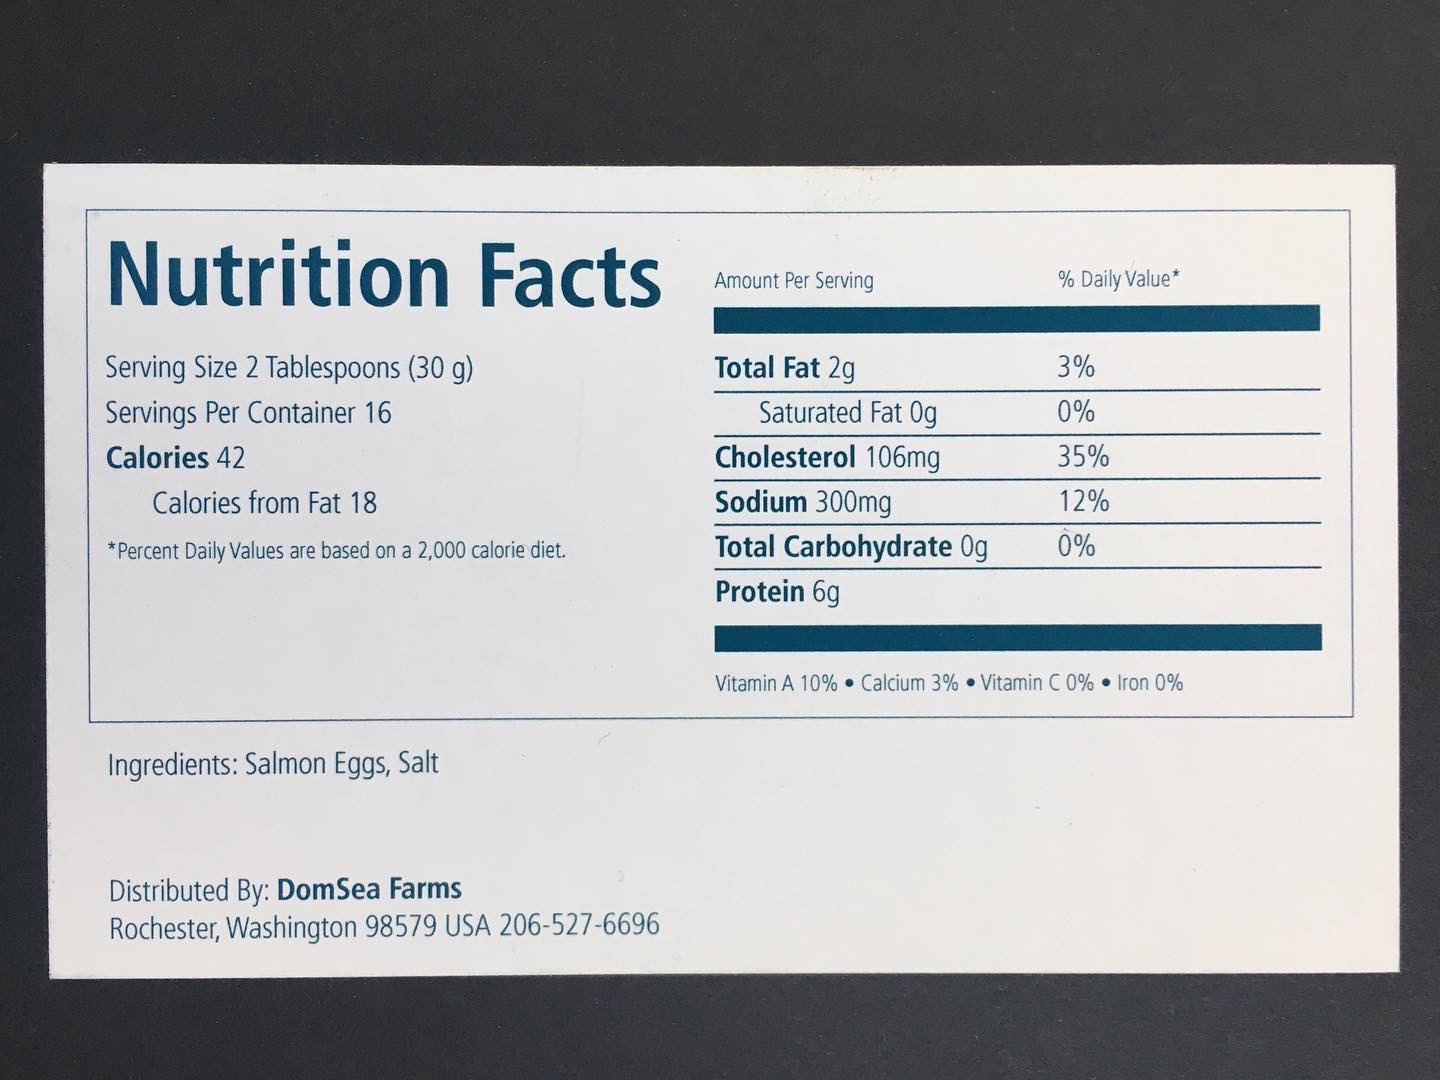 Nutrition Facts
Serving Size 2 Tablespoons (30 g)
Servings Per Container 16
Calories 42
Calories from Fat 18
*Percent Daily Values are based on a 2,000 calorie diet.
Amount Per Serving % Daily Value*
Total Fat 2g 3%
Saturated Fat 0g 0%
Cholesterol 106mg 35%
Sodium 300mg 12%
Total Carbohydrate 0g 0%
Protein 6g
Vitamin A 10% • Calcium 3% • Vitamin C 0% • Iron 0%
Ingredients: Salmon Eggs, Salt
Distributed By: DomSea Farms
Rochester, Washington 98579 USA 206-527-6696